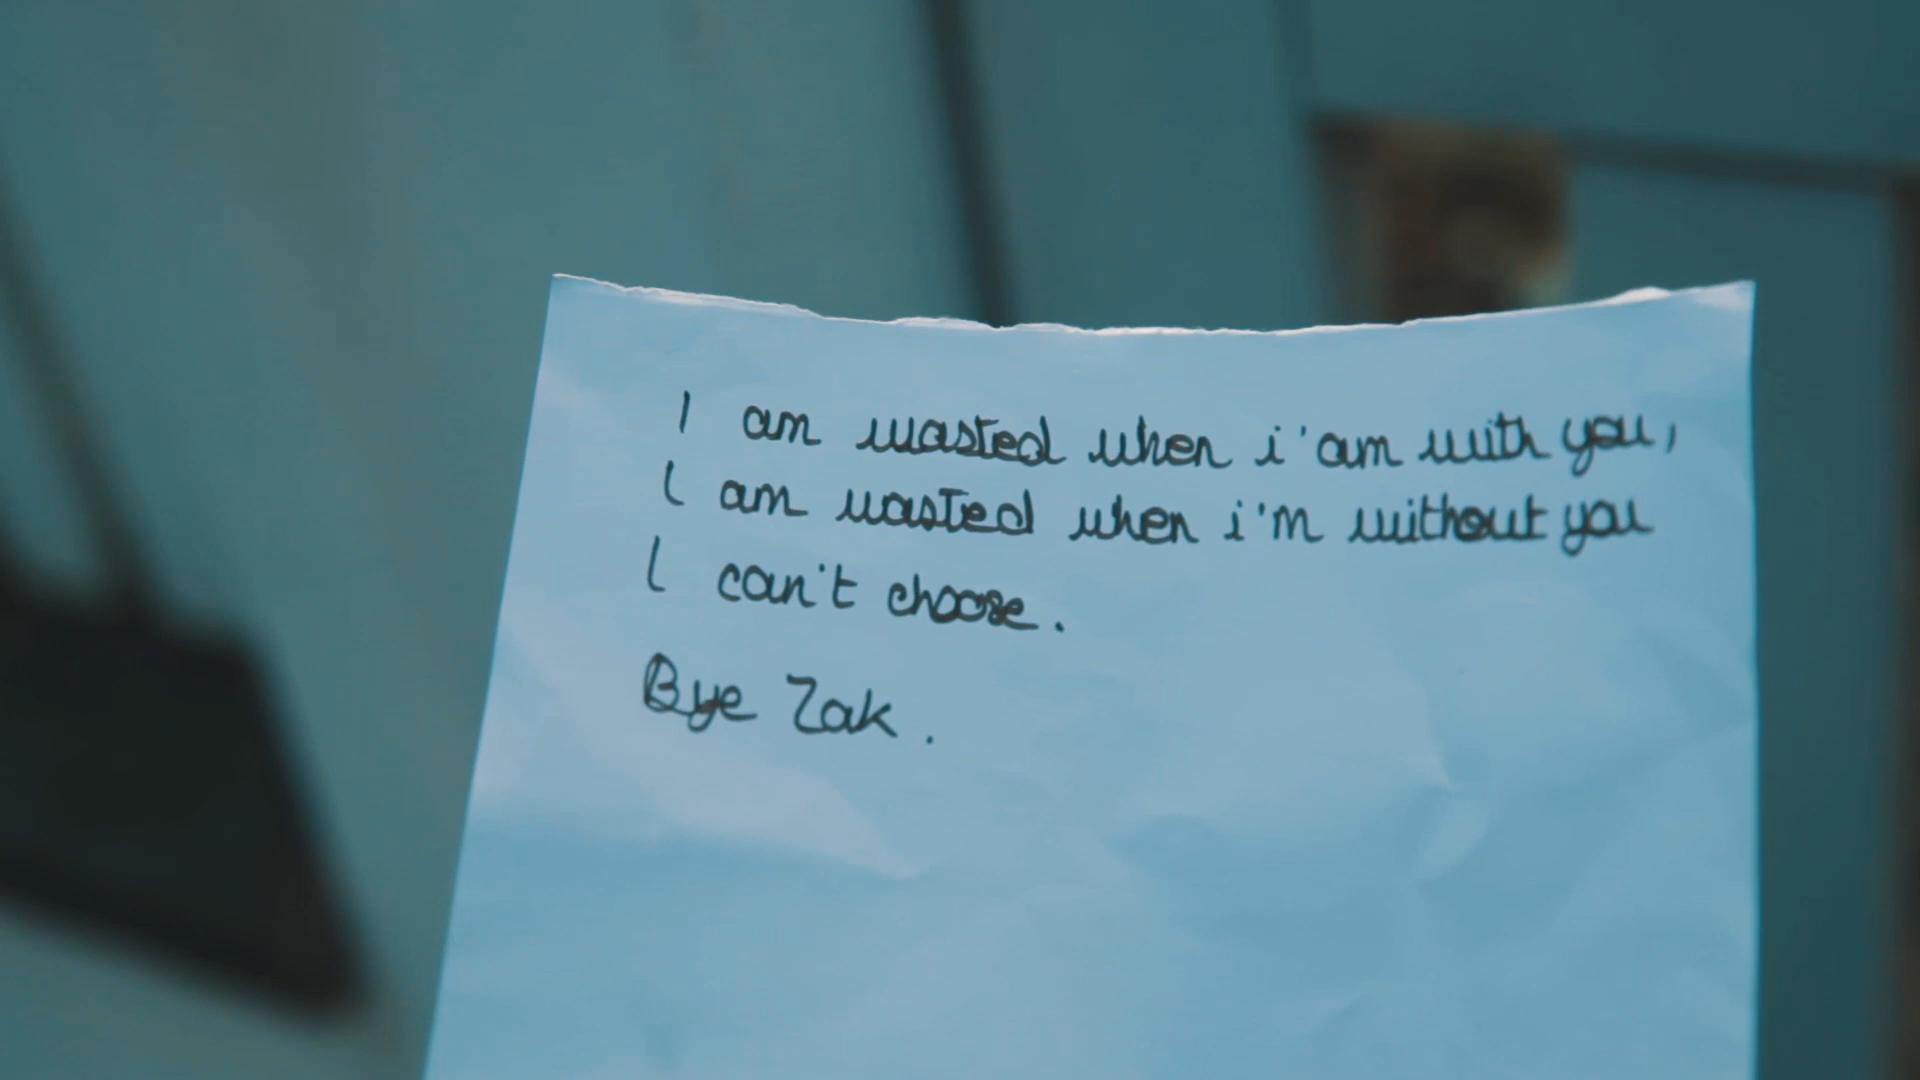 I am wasted when i'am with you,
I am wasted when i'm without you
I can't choose.
Bye Zak.